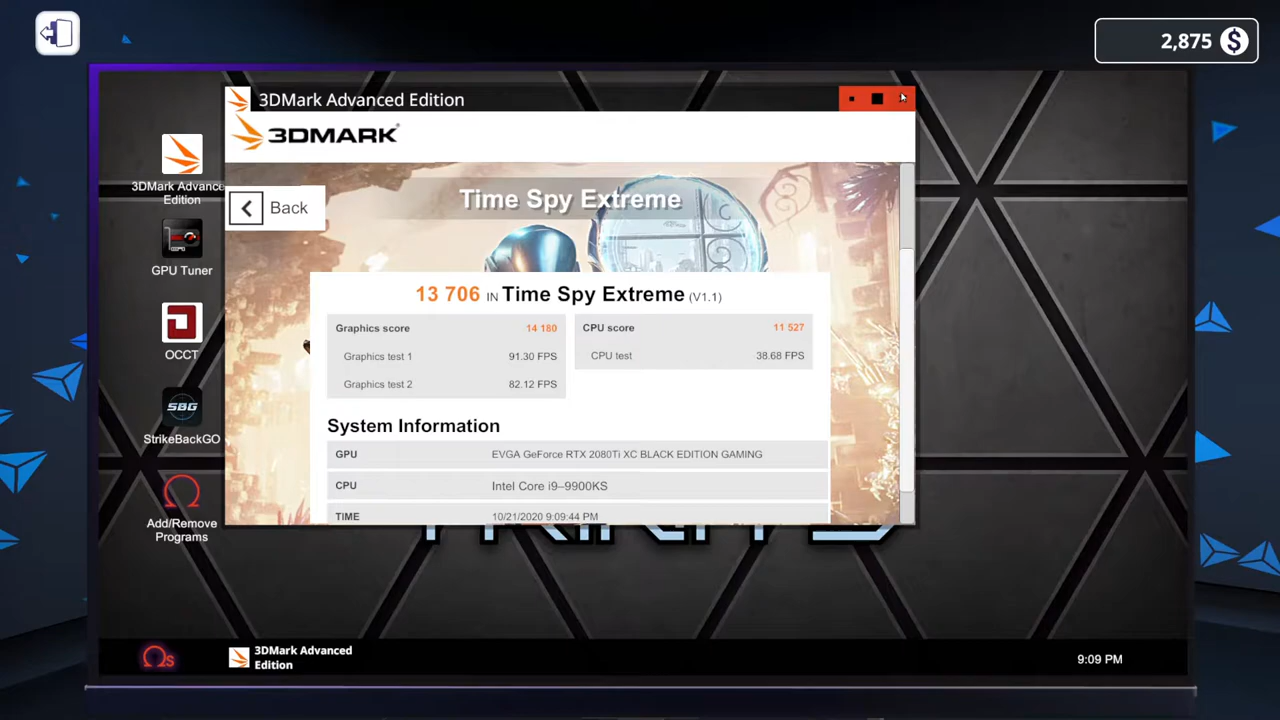 2,875 $
3DMark Advanced Edition
3DMARK
Back
Time Spy Extreme
13 706 IN Time Spy Extreme (V1.1)
Graphics score 14 180
Graphics test 1 91.30 FPS
Graphics test 2 82.12 FPS
CPU score 11 527
CPU test 38.68 FPS
System Information
GPU EVGA GeForce RTX 2080Ti XC BLACK EDITION GAMING
CPU Intel Core i9-9900KS
TIME 10/21/2020 9:09:44 PM
3DMark Advance
Edition
GPU Tuner
OCCT
SBG
StrikeBackGO
Add/Remove
Programs
Ωs
3DMark Advanced
Edition
9:09 PM